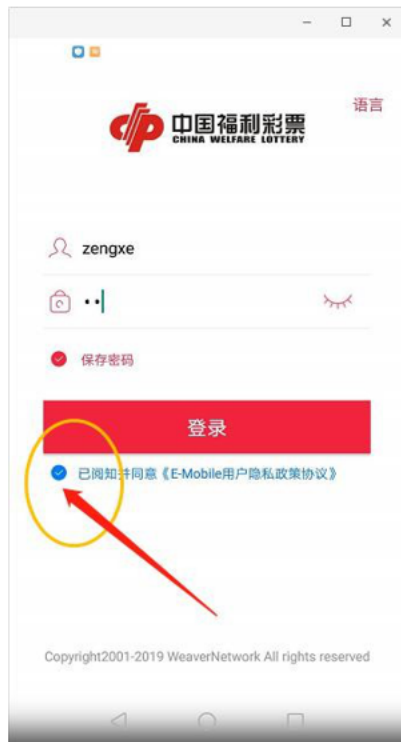 语言
中国福利彩票
CHINA WELFARE LOTTERY
zengxe
保存密码
登录
已阅知并同意《E-Mobile用户隐私政策协议》
Copyright2001-2019 WeaverNetwork All rights reserved